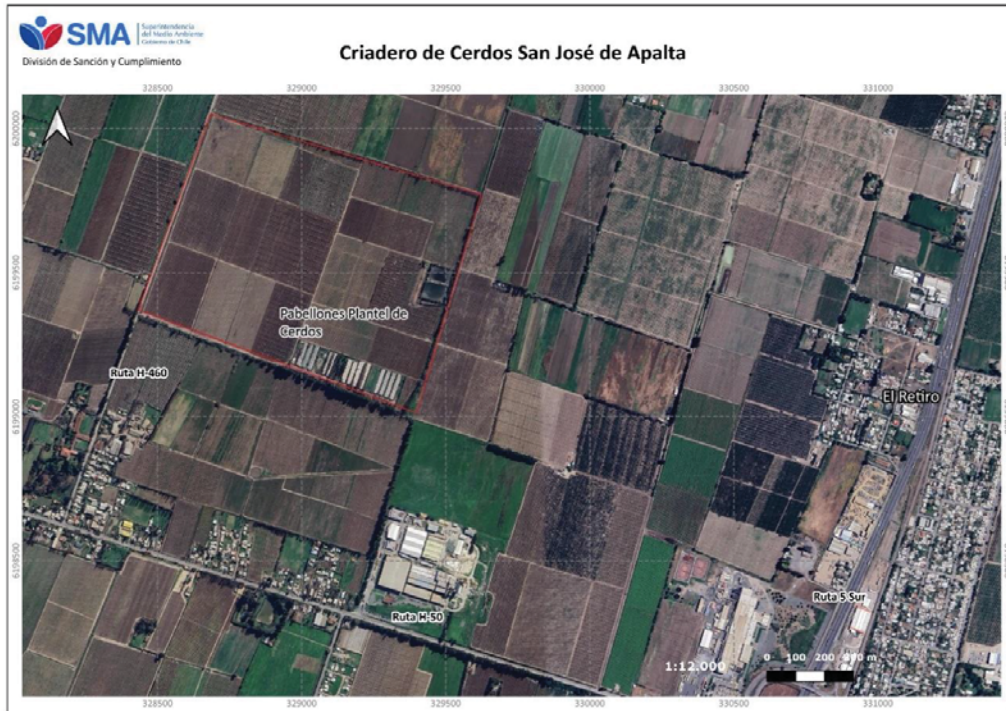 SMA
Superintendencia
del Medio Ambiente
Gobierno de Chile
División de Sanción y Cumplimiento
Criadero de Cerdos San José de Apalta
328500 329000 329500 330000 330500 331000
6200000
6199500
6199000
6198500
Pabellones Plantel de
Cerdos
Ruta H-460
El Retiro
Ruta H-50
Ruta 5 Sur
1:12.000
0 100 200 300 m
328500 329000 329500 330000 330500 331000